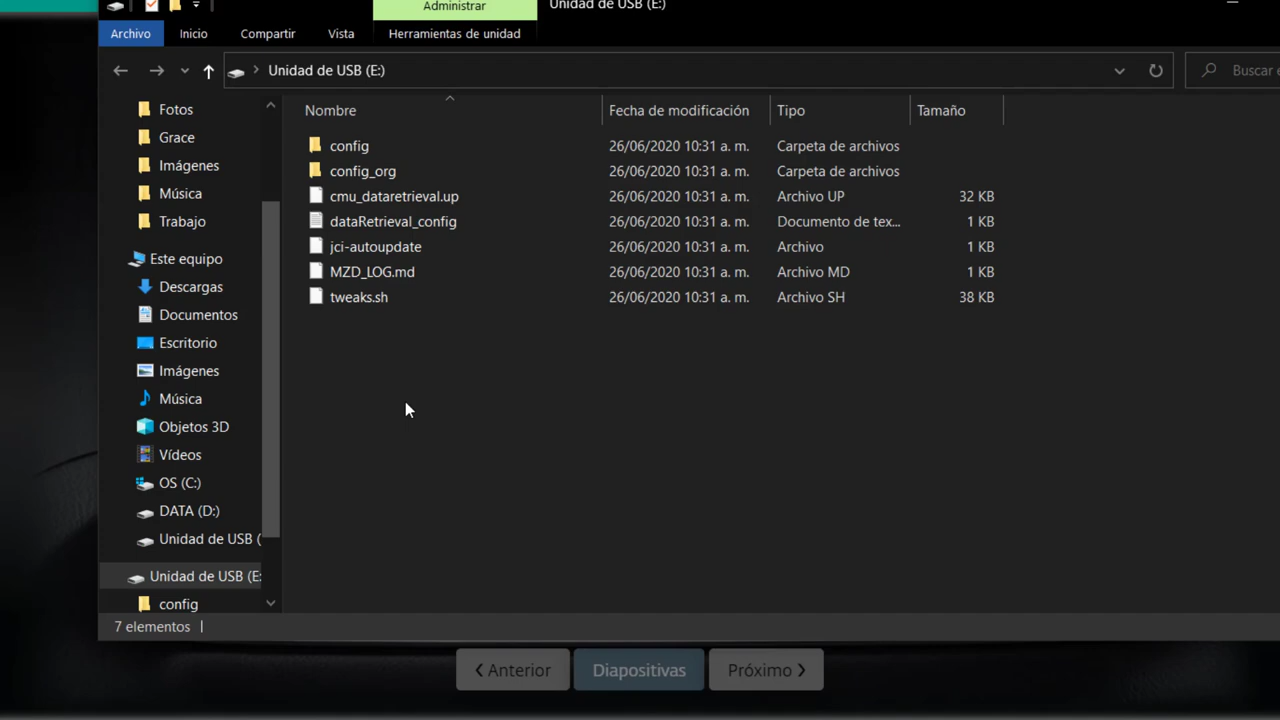 Administrar Unidad de USB (E:)
Archivo Inicio Compartir Vista Herramientas de unidad
Unidad de USB (E:) Buscar e
Nombre Fecha de modificación Tipo Tamaño
config 26/06/2020 10:31 a. m. Carpeta de archivos
config_org 26/06/2020 10:31 a. m. Carpeta de archivos
cmu_dataretrieval.up 26/06/2020 10:31 a. m. Archivo UP 32 KB
dataRetrieval_config 26/06/2020 10:31 a. m. Documento de tex... 1 KB
jci-autoupdate 26/06/2020 10:31 a. m. Archivo 1 KB
MZD_LOG.md 26/06/2020 10:31 a. m. Archivo MD 1 KB
tweaks.sh 26/06/2020 10:31 a. m. Archivo SH 38 KB
Fotos
Grace
Imágenes
Música
Trabajo
Este equipo
Descargas
Documentos
Escritorio
Imágenes
Música
Objetos 3D
Vídeos
OS (C:)
DATA (D:)
Unidad de USB (
Unidad de USB (E:
config
7 elementos
Anterior Diapositivas Próximo